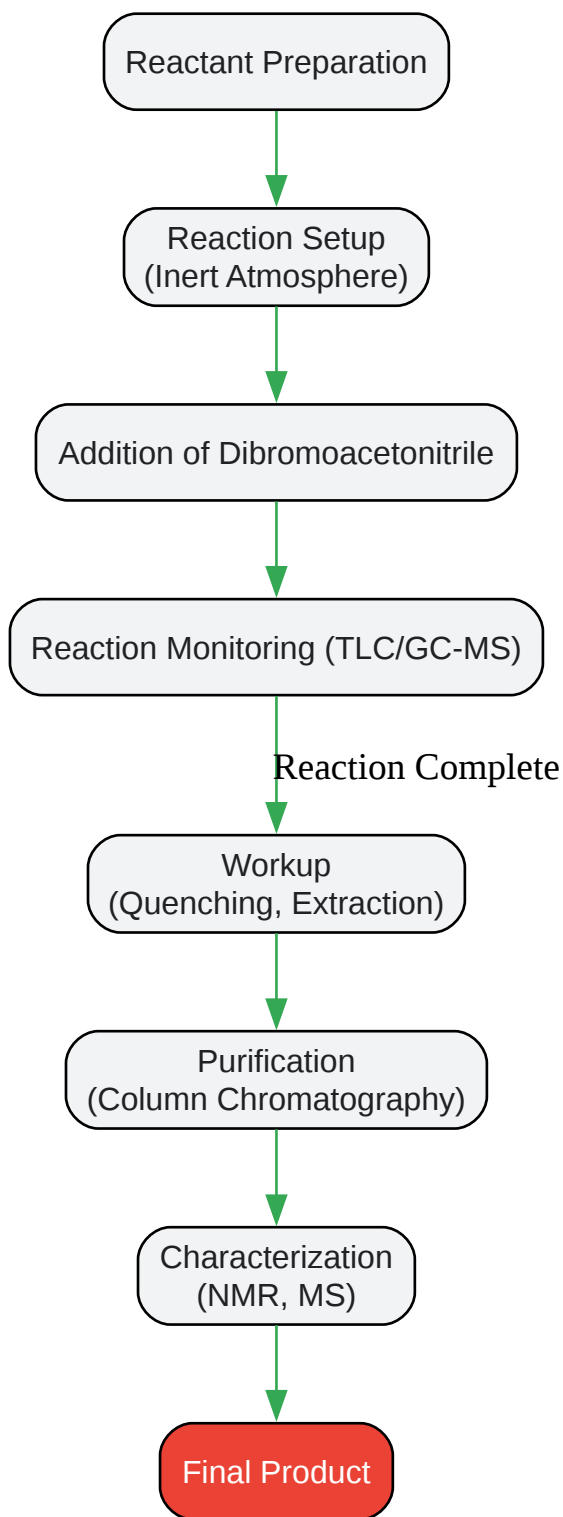 Reactant Preparation
Reaction Setup
(Inert Atmosphere)
Addition of Dibromoacetonitrile
Reaction Monitoring (TLC/GC-MS)
Reaction Complete
Workup
(Quenching, Extraction)
Purification
(Column Chromatography)
Characterization
(NMR, MS)
Final Product